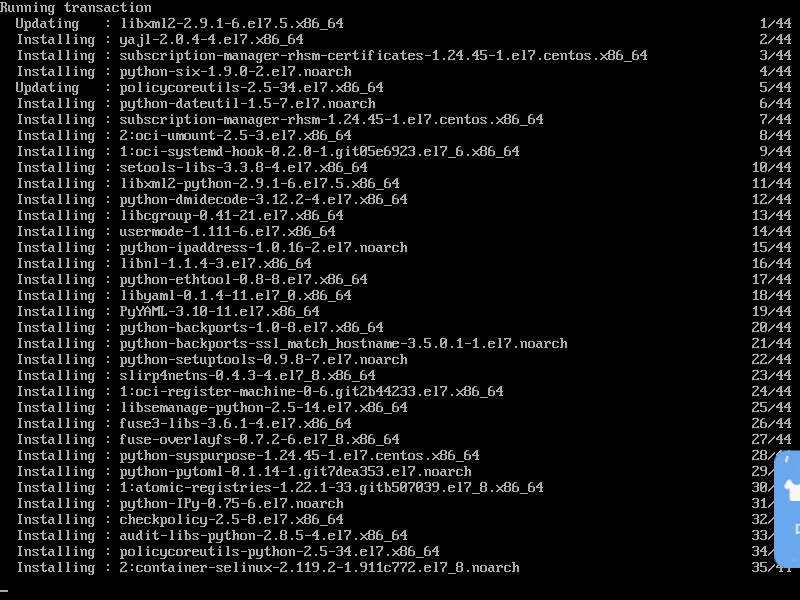 Running transaction
  Updating   : libxml2-2.9.1-6.el7.5.x86_64 1/44
  Installing : yajl-2.0.4-4.el7.x86_64 2/44
  Installing : subscription-manager-rhsm-certificates-1.24.45-1.el7.centos.x86_64 3/44
  Installing : python-six-1.9.0-2.el7.noarch 4/44
  Updating   : policycoreutils-2.5-34.el7.x86_64 5/44
  Installing : python-dateutil-1.5-7.el7.noarch 6/44
  Installing : subscription-manager-rhsm-1.24.45-1.el7.centos.x86_64 7/44
  Installing : 2:oci-umount-2.5-3.el7.x86_64 8/44
  Installing : 1:oci-systemd-hook-0.2.0-1.git05e6923.el7_6.x86_64 9/44
  Installing : setools-libs-3.3.8-4.el7.x86_64 10/44
  Installing : libxml2-python-2.9.1-6.el7.5.x86_64 11/44
  Installing : python-dmidecode-3.12.2-4.el7.x86_64 12/44
  Installing : libcgroup-0.41-21.el7.x86_64 13/44
  Installing : usermode-1.111-6.el7.x86_64 14/44
  Installing : python-ipaddress-1.0.16-2.el7.noarch 15/44
  Installing : libnl-1.1.4-3.el7.x86_64 16/44
  Installing : python-ethtool-0.8-8.el7.x86_64 17/44
  Installing : libyaml-0.1.4-11.el7_0.x86_64 18/44
  Installing : PyYAML-3.10-11.el7.x86_64 19/44
  Installing : python-backports-1.0-8.el7.x86_64 20/44
  Installing : python-backports-ssl_match_hostname-3.5.0.1-1.el7.noarch 21/44
  Installing : python-setuptools-0.9.8-7.el7.noarch 22/44
  Installing : slirp4netns-0.4.3-4.el7_8.x86_64 23/44
  Installing : 1:oci-register-machine-0-6.git2b44233.el7.x86_64 24/44
  Installing : libsemanage-python-2.5-14.el7.x86_64 25/44
  Installing : fuse3-libs-3.6.1-4.el7.x86_64 26/44
  Installing : fuse-overlayfs-0.7.2-6.el7_8.x86_64 27/44
  Installing : python-syspurpose-1.24.45-1.el7.centos.x86_64 28/44
  Installing : python-pytoml-0.1.14-1.git7dea353.el7.noarch 29/
  Installing : 1:atomic-registries-1.22.1-33.gitb507039.el7_8.x86_64 30/
  Installing : python-IPy-0.75-6.el7.noarch 31/
  Installing : checkpolicy-2.5-8.el7.x86_64 32/
  Installing : audit-libs-python-2.8.5-4.el7.x86_64 33/
  Installing : policycoreutils-python-2.5-34.el7.x86_64 34/
  Installing : 2:container-selinux-2.119.2-1.911c772.el7_8.noarch 35/44